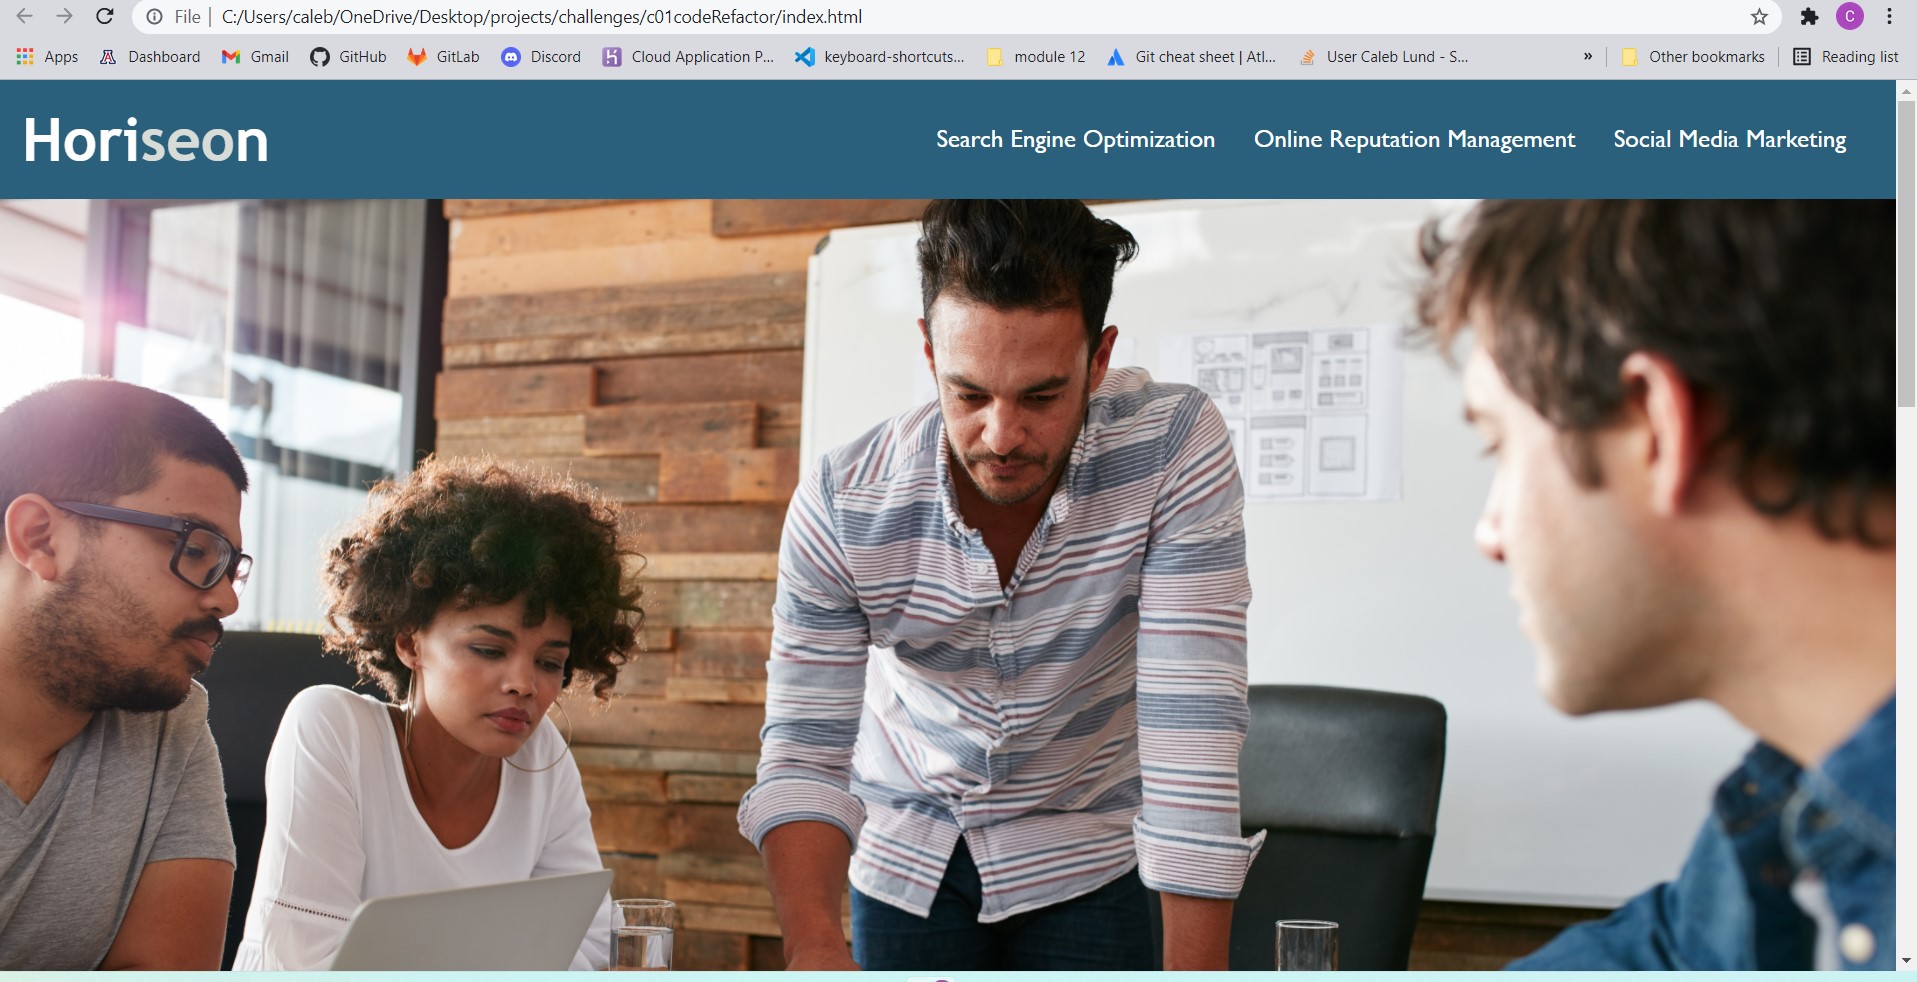 File C:/Users/caleb/OneDrive/Desktop/projects/challenges/c01codeRefactor/index.html C
Apps Dashboard Gmail GitHub GitLab Discord Cloud Application P... keyboard-shortcuts... module 12 Git cheat sheet | Atl... User Caleb Lund - S... » Other bookmarks Reading list
Horiseon Search Engine Optimization Online Reputation Management Social Media Marketing